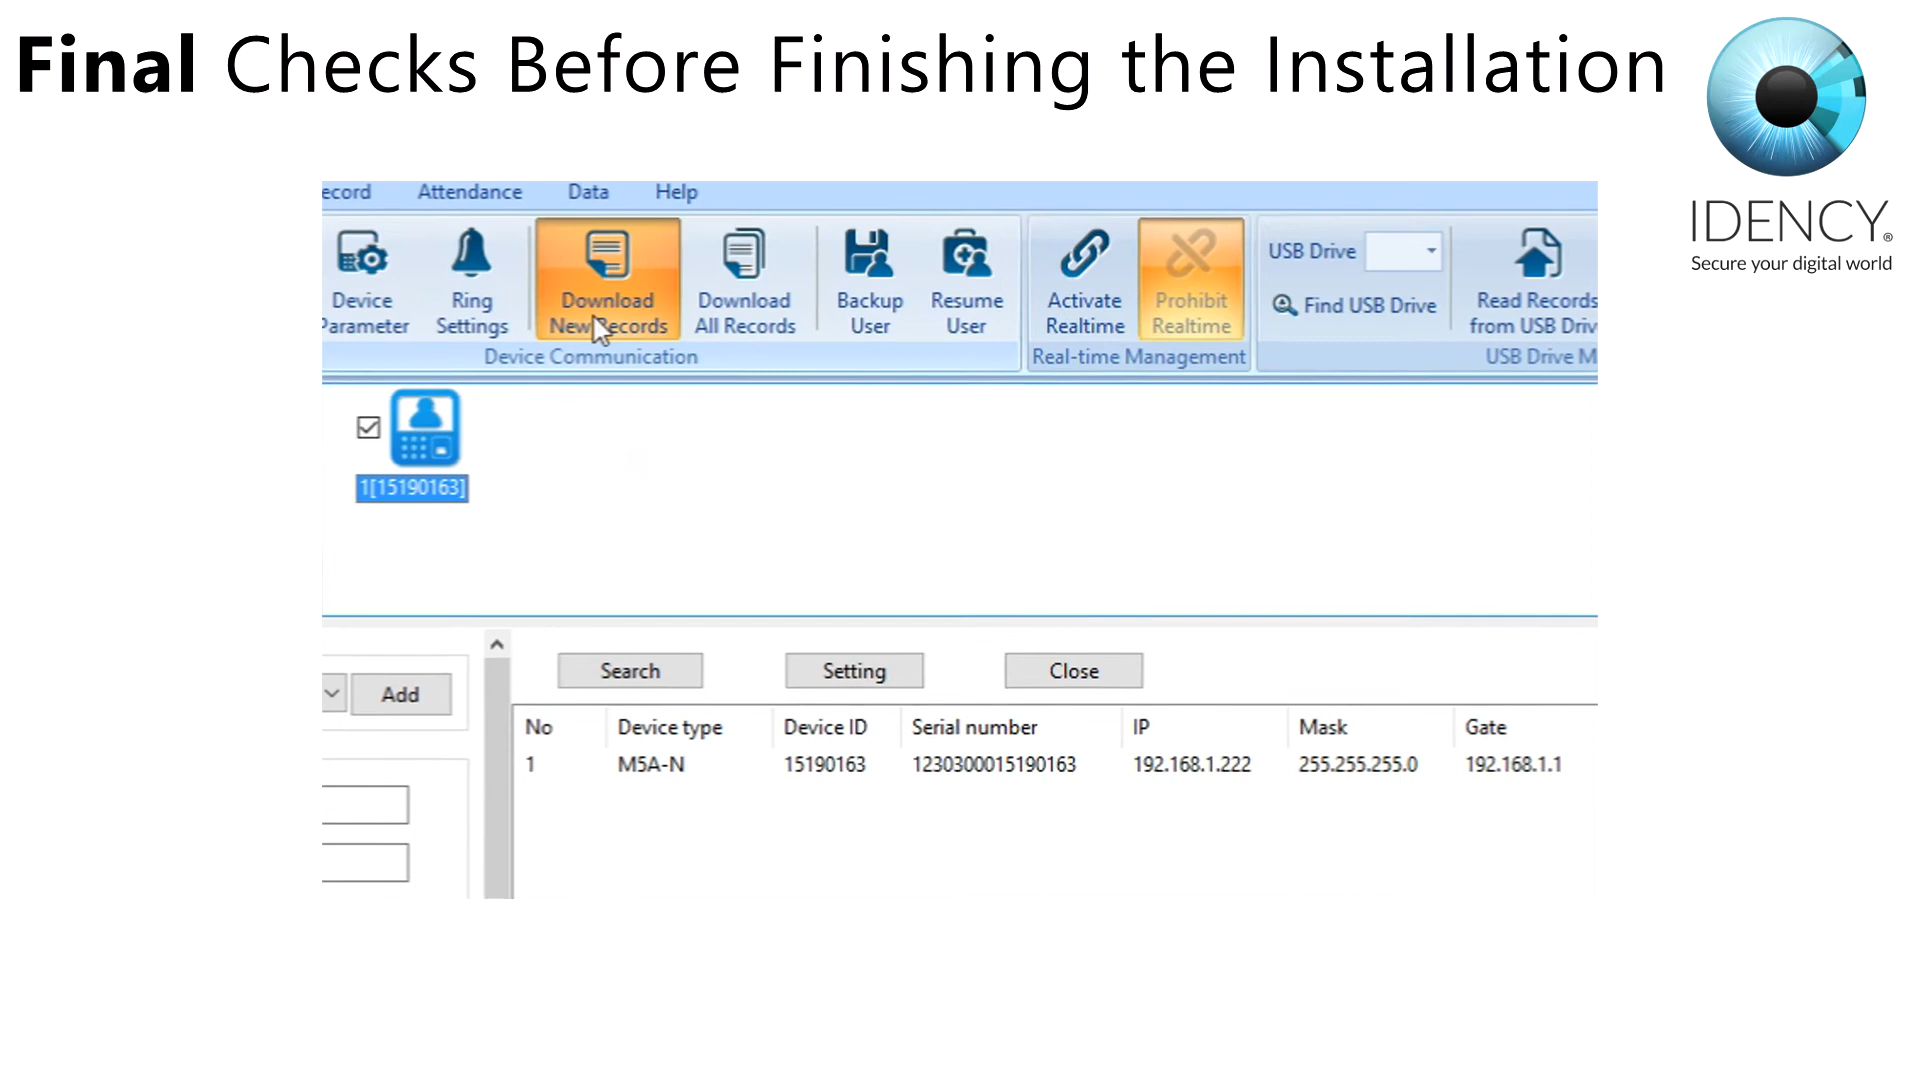 Final Checks Before Finishing the Installation
IDENCY®
Secure your digital world
ecord Attendance Data Help
Device Parameter
Ring Settings
Download New Records
Download All Records
Backup User
Resume User
Device Communication
Activate Realtime
Prohibit Realtime
Real-time Management
USB Drive
Find USB Drive
Read Records
from USB Driv
USB Drive M
1[15190163]
Add
Search Setting Close
No Device type Device ID Serial number IP Mask Gate
1 M5A-N 15190163 1230300015190163 192.168.1.222 255.255.255.0 192.168.1.1